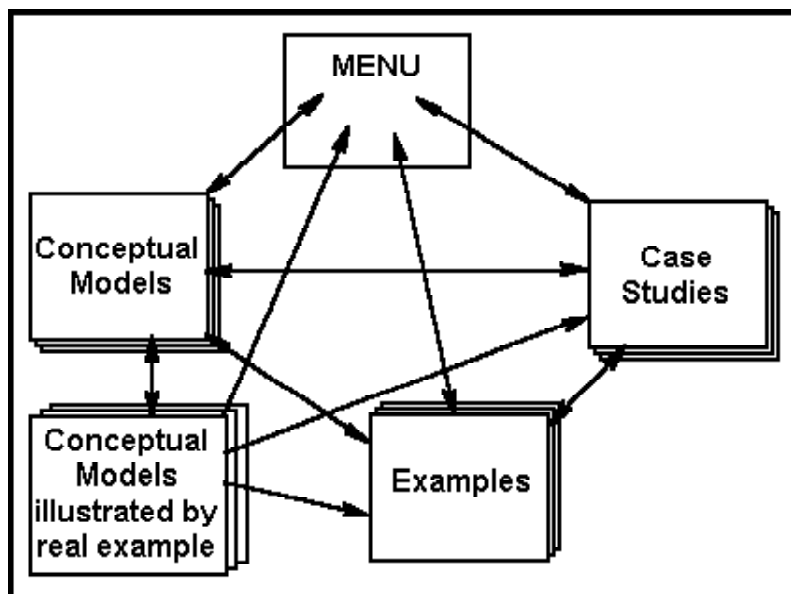 MENU
Conceptual
Models
Case
Studies
Conceptual
Models
illustrated by
real example
Examples